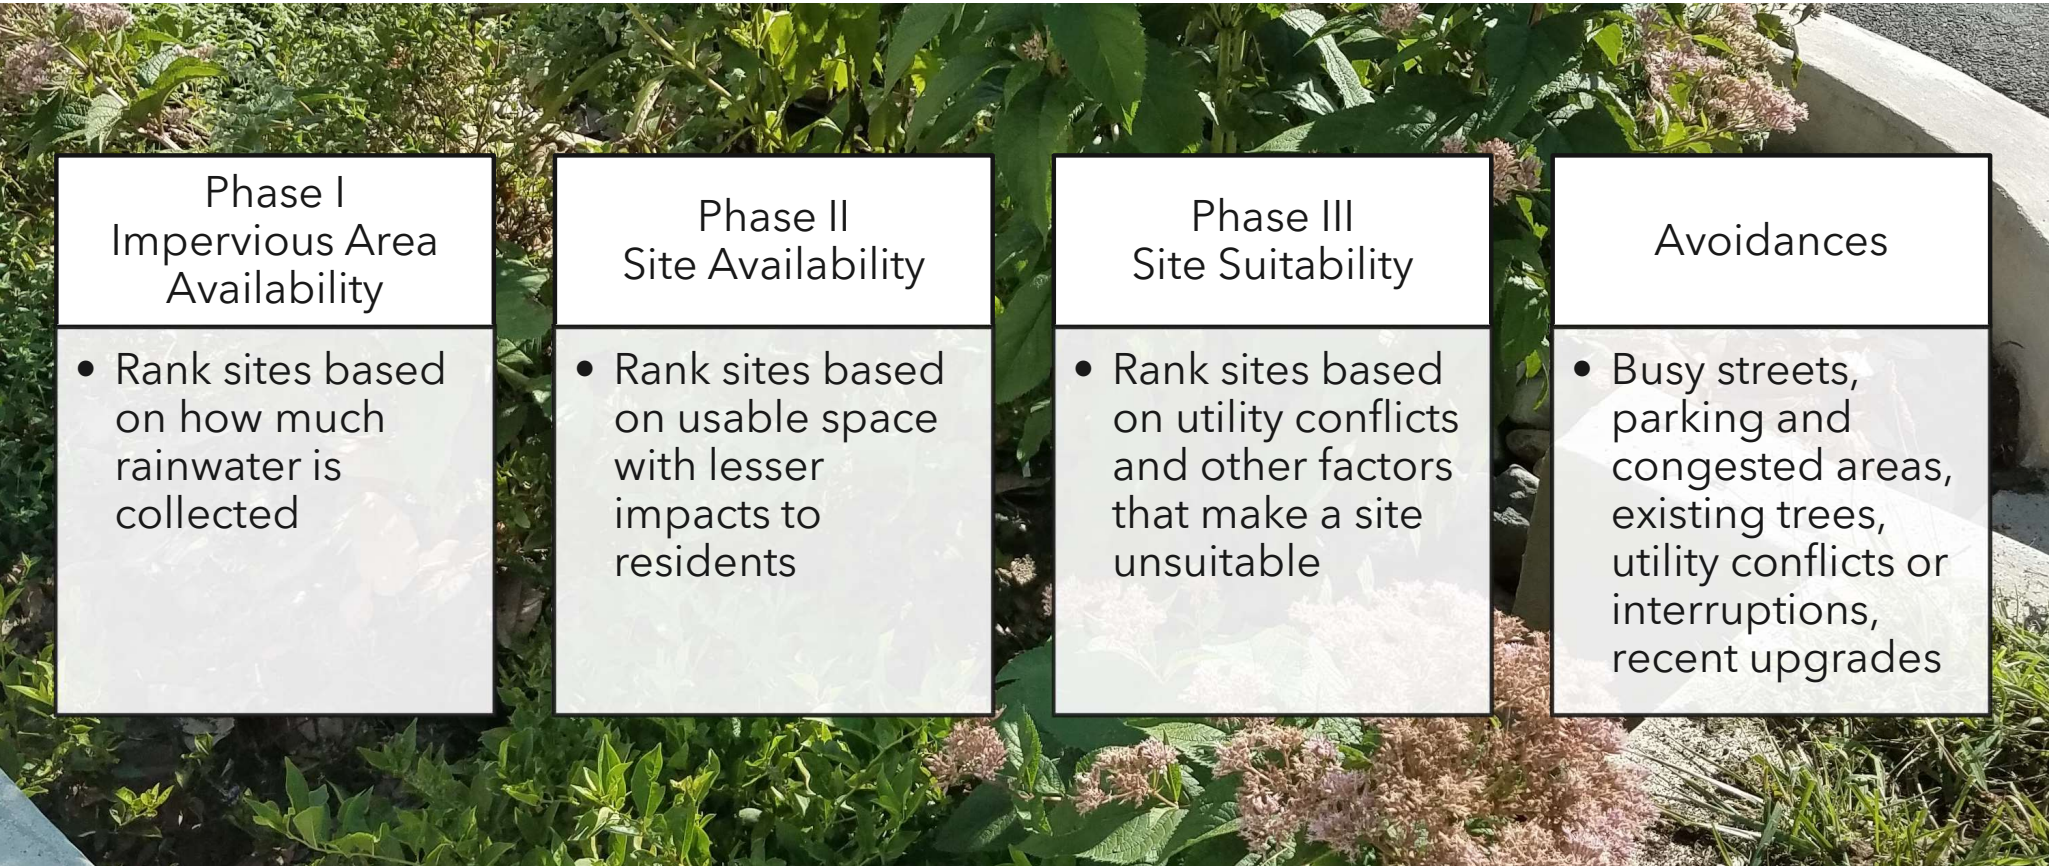 Phase I
Impervious Area
Availability
• Rank sites based
on how much
rainwater is
collected
Phase II
Site Availability
• Rank sites based
on usable space
with lesser
impacts to
residents
Phase III
Site Suitability
• Rank sites based
on utility conflicts
and other factors
that make a site
unsuitable
Avoidances
• Busy streets,
parking and
congested areas,
existing trees,
utility conflicts or
interruptions,
recent upgrades